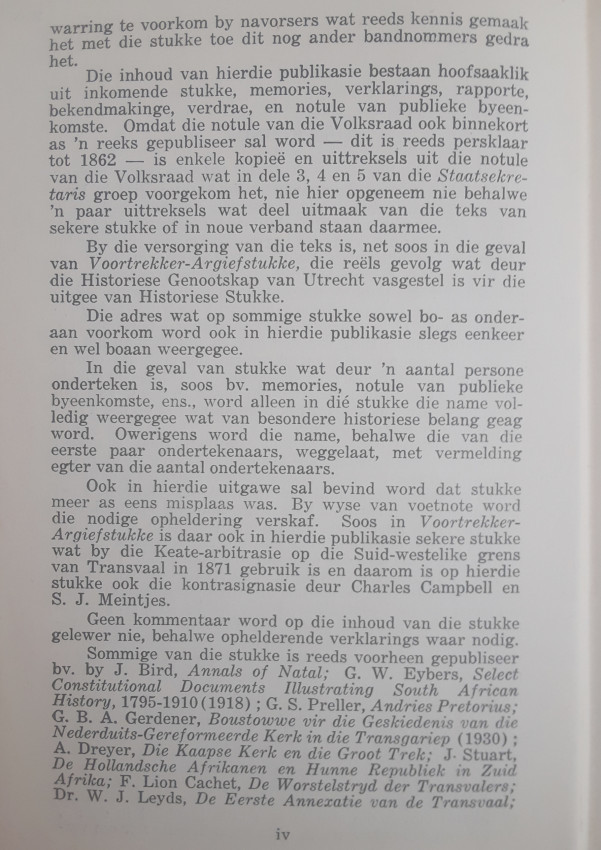 warring te voorkom by navorsers wat reeds kennis gemaak
het met die stukke toe dit nog ander bandnommers gedra
het.
Die inhoud van hierdie publikasie bestaan hoofsaaklik
uit inkomende stukke, memories, verklarings, rapporte,
bekendmakinge, verdrae, en notule van publieke byeen-
komste. Omdat die notule van die Volksraad ook binnekort
as 'n reeks gepubliseer sal word — dit is reeds persklaar
tot 1862 — is enkele kopieë en uittreksels uit die notule
van die Volksraad wat in dele 3, 4 en 5 van die Staatsekre-
taris groep voorgekom het, nie hier opgeneem nie behalwe
'n paar uittreksels wat deel uitmaak van die teks van
sekere stukke of in noue verband staan daarmee.
By die versorging van die teks is, net soos in die geval
van Voortrekker-Argiefstukke, die reëls gevolg wat deur
die Historiese Genootskap van Utrecht vasgestel is vir die
uitgee van Historiese Stukke.
Die adres wat op sommige stukke sowel bo- as onder-
aan voorkom word ook in hierdie publikasie slegs eenkeer
en wel boaan weergegee.
In die geval van stukke wat deur 'n aantal persone
onderteken is, soos bv. memories, notule van publieke
byeenkomste, ens., word alleen in dié stukke die name vol-
ledig weergegee wat van besondere historiese belang geag
word. Owerigens word die name, behalwe die van die
eerste paar ondertekenaars, weggelaat, met vermelding
egter van die aantal ondertekenaars.
Ook in hierdie uitgawe sal bevind word dat stukke
meer as eens misplaas was. By wyse van voetnote word
die nodige opheldering verskaf. Soos in Voortrekker-
Argiefstukke is daar ook in hierdie publikasie sekere stukke
wat by die Keate-arbitrasie op die Suid-westelike grens
van Transvaal in 1871 gebruik is en daarom is op hierdie
stukke ook die kontrasignasie deur Charles Campbell en
S. J. Meintjes.
Geen kommentaar word op die inhoud van die stukke
gelewer nie, behalwe ophelderende verklarings waar nodig.
Sommige van die stukke is reeds voorheen gepubliseer
bv. by J. Bird, Annals of Natal; G. W. Eybers, Select
Constitutional Documents Illustrating South African
History, 1795-1910 (1918) ; G. S. Preller, Andries Pretorius;
G. B. A. Gerdener, Boustowwe vir die Geskiedenis van die
Nederduits-Gereformeerde Kerk in die Transgariep (1930) ;
A. Dreyer, Die Kaapse Kerk en die Groot Trek; J. Stuart,
De Hollandsche Afrikanen en Hunne Republiek in Zuid
Afrika; F. Lion Cachet, De Worstelstryd der Transvalers;
Dr. W. J. Leyds, De Eerste Annexatie van de Transvaal;
iv